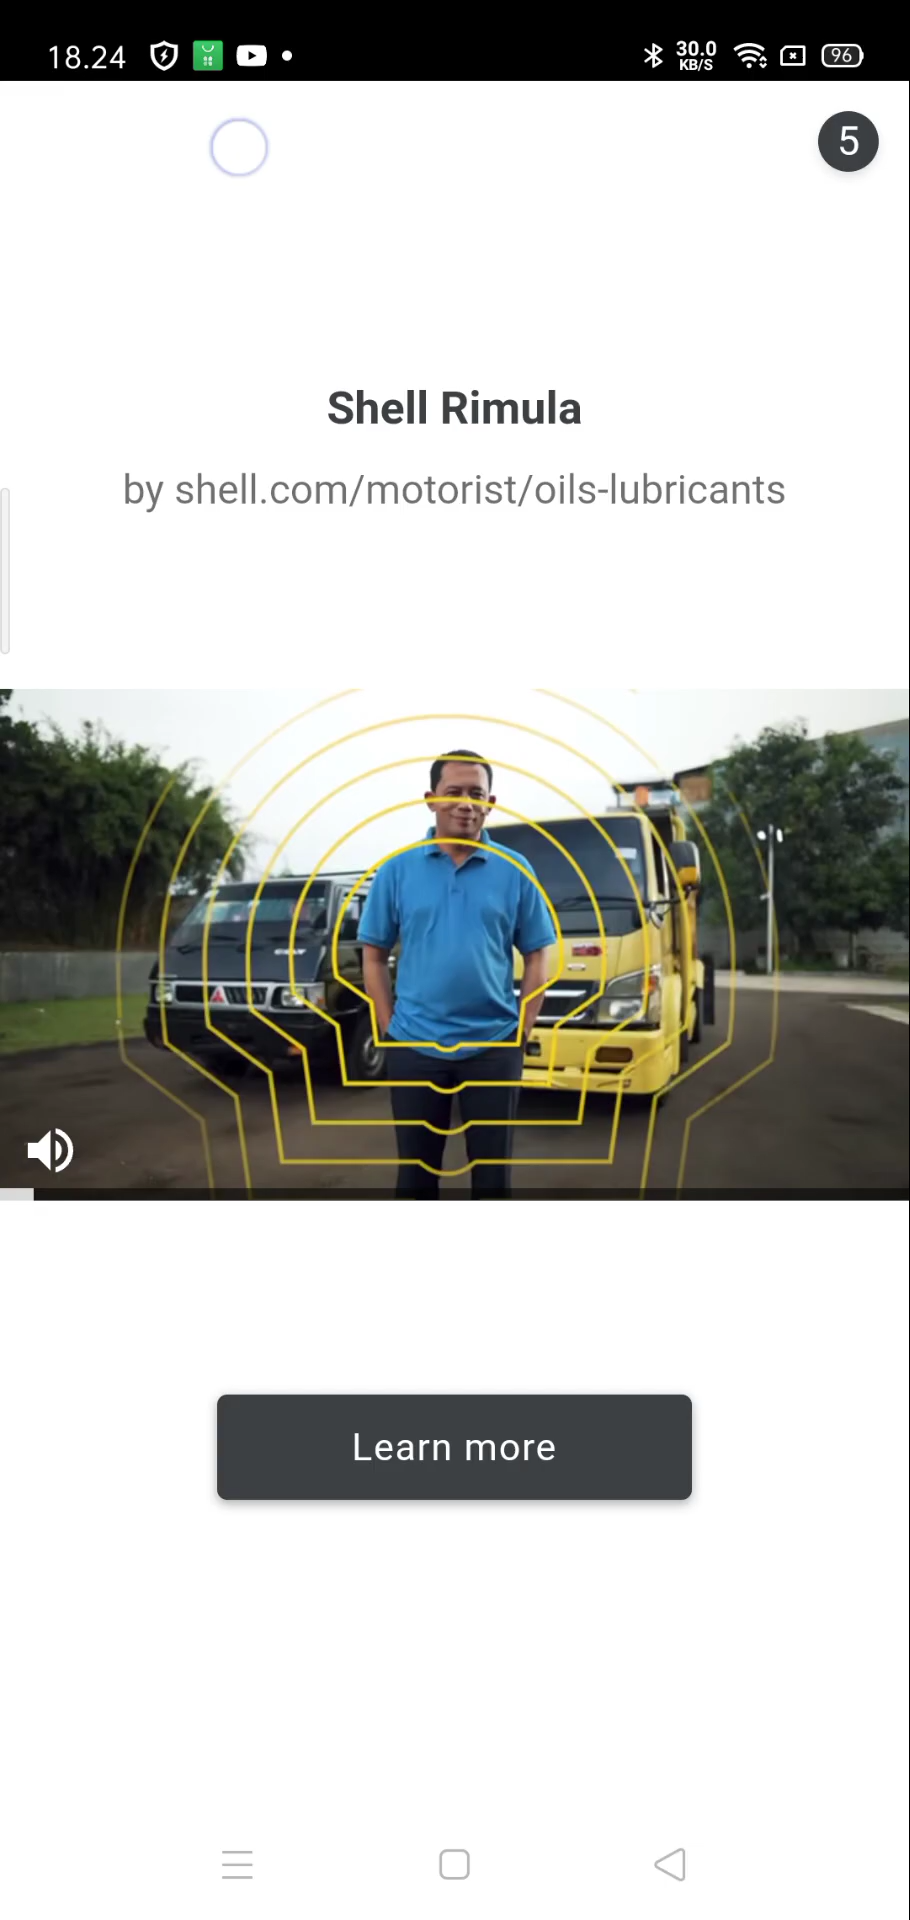 18.24
30.0
KB/S
96
5
Shell Rimula
by shell.com/motorist/oils-lubricants
Learn more